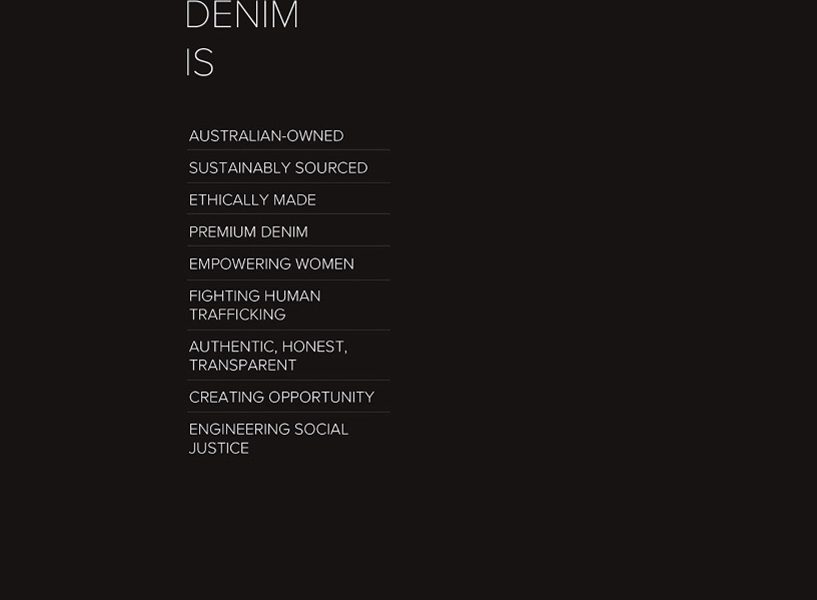 DENIM
IS
AUSTRALIAN-OWNED
SUSTAINABLY SOURCED
ETHICALLY MADE
PREMIUM DENIM
EMPOWERING WOMEN
FIGHTING HUMAN
TRAFFICKING
AUTHENTIC, HONEST,
TRANSPARENT
CREATING OPPORTUNITY
ENGINEERING SOCIAL
JUSTICE